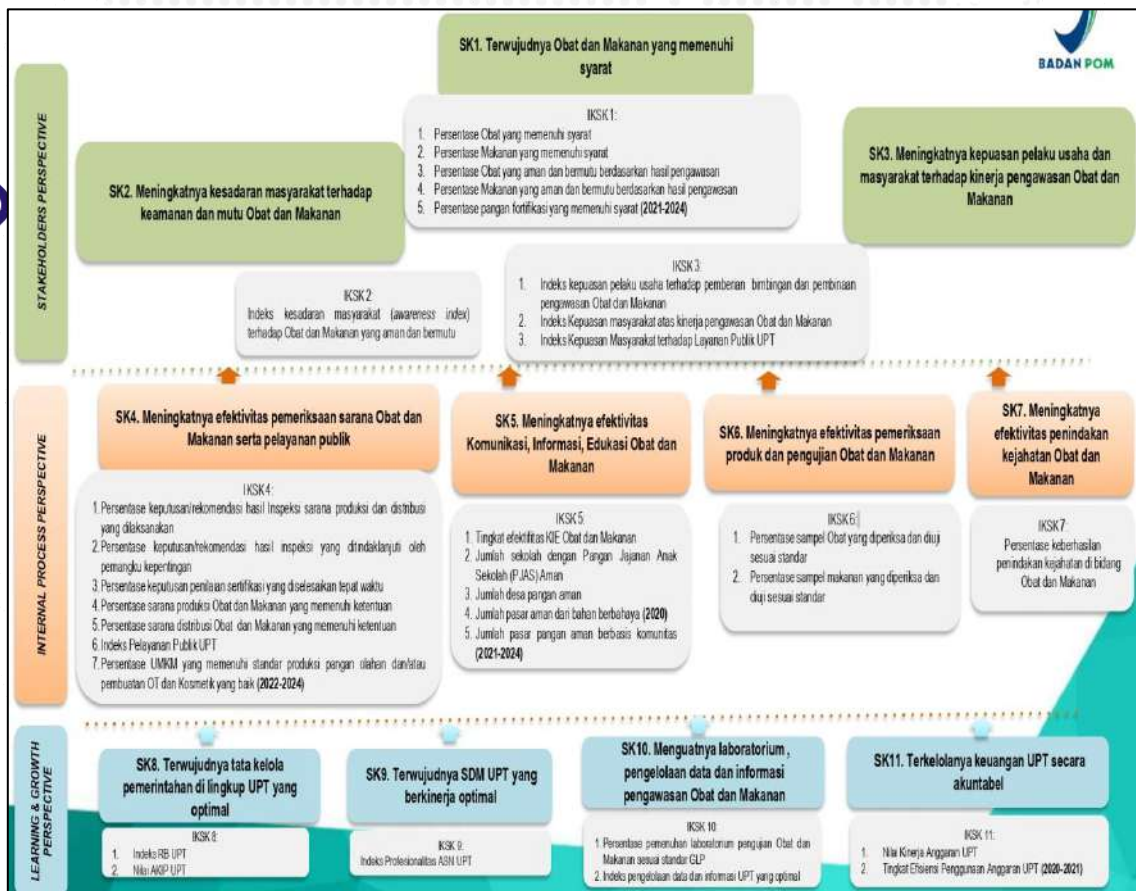 BADAN POM
STAKEHOLDERS PERSPECTIVE
SK1. Terwujudnya Obat dan Makanan yang memenuhi
syarat
IKSK1:
1. Persentase Obat yang memenuhi syarat
2. Persentase Makanan yang memenuhi syarat
3. Persentase Obat yang aman dan bermutu berdasarkan hasil pengawasan
4. Persentase Makanan yang aman dan bermutu berdasarkan hasil pengawasan
5. Persentase pangan fortifikasi yang memenuhi syarat (2021-2024)
SK2. Meningkatnya kesadaran masyarakat terhadap
keamanan dan mutu Obat dan Makanan
SK3. Meningkatnya kepuasan pelaku usaha dan
masyarakat terhadap kinerja pengawasan Obat dan
Makanan
IKSK2:
Indeks kesadaran masyarakat (awareness index)
terhadap Obat dan Makanan yang aman dan bermutu
IKSK3:
1. Indeks kepuasan pelaku usaha terhadap pemberian bimbingan dan pembinaan
pengawasan Obat dan Makanan
2. Indeks Kepuasan masyarakat atas kinerja pengawasan Obat dan Makanan
3. Indeks Kepuasan Masyarakat terhadap Layanan Publik UPT
INTERNAL PROCESS PERSPECTIVE
SK4. Meningkatnya efektivitas pemeriksaan sarana Obat dan
Makanan serta pelayanan publik
IKSK4:
1. Persentase keputusan/rekomendasi hasil Inspeksi sarana produksi dan distribusi
yang dilaksanakan
2. Persentase keputusan/rekomendasi hasil inspeksi yang ditindaklanjuti oleh
pemangku kepentingan
3. Persentase keputusan penilaian sertifikasi yang diselesaikan tepat waktu
4. Persentase sarana produksi Obat dan Makanan yang memenuhi ketentuan
5. Persentase sarana distribusi Obat dan Makanan yang memenuhi ketentuan
6. Indeks Pelayanan Publik UPT
7. Persentase UMKM yang memenuhi standar produksi pangan olahan dan/atau
pembuatan OT dan Kosmetik yang baik (2022-2024)
SK5. Meningkatnya efektivitas
Komunikasi, Informasi, Edukasi Obat dan
Makanan
IKSK5:
1. Tingkat efektifitas KIE Obat dan Makanan
2. Jumlah sekolah dengan Pangan Jajanan Anak
Sekolah (PJAS) Aman
3. Jumlah desa pangan aman
4. Jumlah pasar aman dari bahan berbahaya (2020)
5. Jumlah pasar pangan aman berbasis komunitas
(2021-2024)
SK6. Meningkatnya efektivitas pemeriksaan
produk dan pengujian Obat dan Makanan
IKSK6:
1. Persentase sampel Obat yang diperiksa dan diuji
sesuai standar
2. Persentase sampel makanan yang diperiksa dan
diuji sesuai standar
SK7. Meningkatnya
efektivitas penindakan
kejahatan Obat dan
Makanan
IKSK7:
Persentase keberhasilan
penindakan kejahatan di bidang
Obat dan Makanan
LEARNING & GROWTH
PERSPECTIVE
SK8. Terwujudnya tata kelola
pemerintahan di lingkup UPT yang
optimal
IKSK8:
1. Indeks RB UPT
2. Nilai AKIP UPT
SK9. Terwujudnya SDM UPT yang
berkinerja optimal
IKSK 9:
Indeks Profesionalitas ASN UPT
SK10. Menguatnya laboratorium ,
pengelolaan data dan informasi
pengawasan Obat dan Makanan
IKSK 10:
1. Persentase pemenuhan laboratorium pengujian Obat dan
Makanan sesuai standar GLP
2. Indeks pengelolaan data dan informasi UPT yang optimal
SK11. Terkelolanya keuangan UPT secara
akuntabel
IKSK 11:
1. Nilai Kinerja Anggaran UPT
2. Tingkat Efisiensi Penggunaan Anggaran UPT (2020-2021)